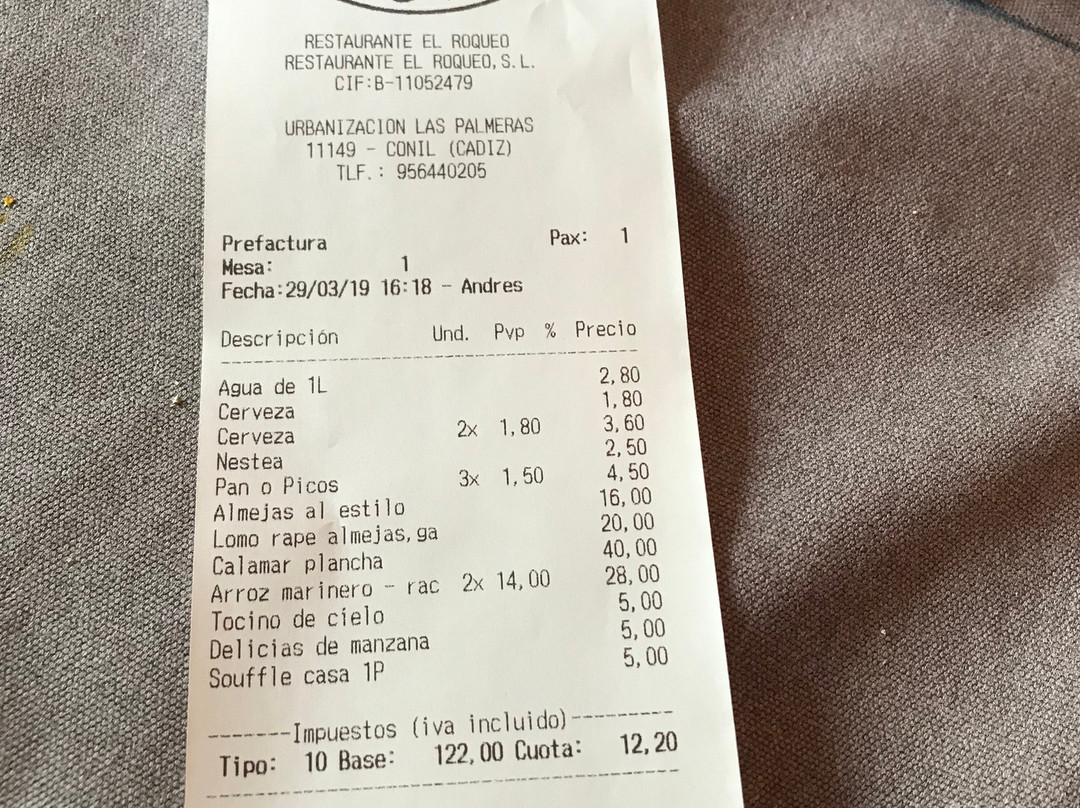 RESTAURANTE EL ROQUEO
RESTAURANTE EL ROQUEO, S.L.
CIF:B-11052479
URBANIZACION LAS PALMERAS
11149 - CONIL (CADIZ)
TLF.: 956440205
Prefactura Pax: 1
Mesa: 1
Fecha:29/03/19 16:18 - Andres
Descripción Und. Pvp % Precio
Agua de 1L 2,80
Cerveza 1,80
Cerveza 2x 1,80 3,60
Nestea 2,50
Pan o Picos 3x 1,50 4,50
Almejas al estilo 16,00
Lomo rape almejas,ga 20,00
Calamar plancha 40,00
Arroz marinero - rac 2x 14,00 28,00
Tocino de cielo 5,00
Delicias de manzana 5,00
Souffle casa 1P 5,00
-------Impuestos (iva incluido)---------
Tipo: 10 Base: 122,00 Cuota: 12,20